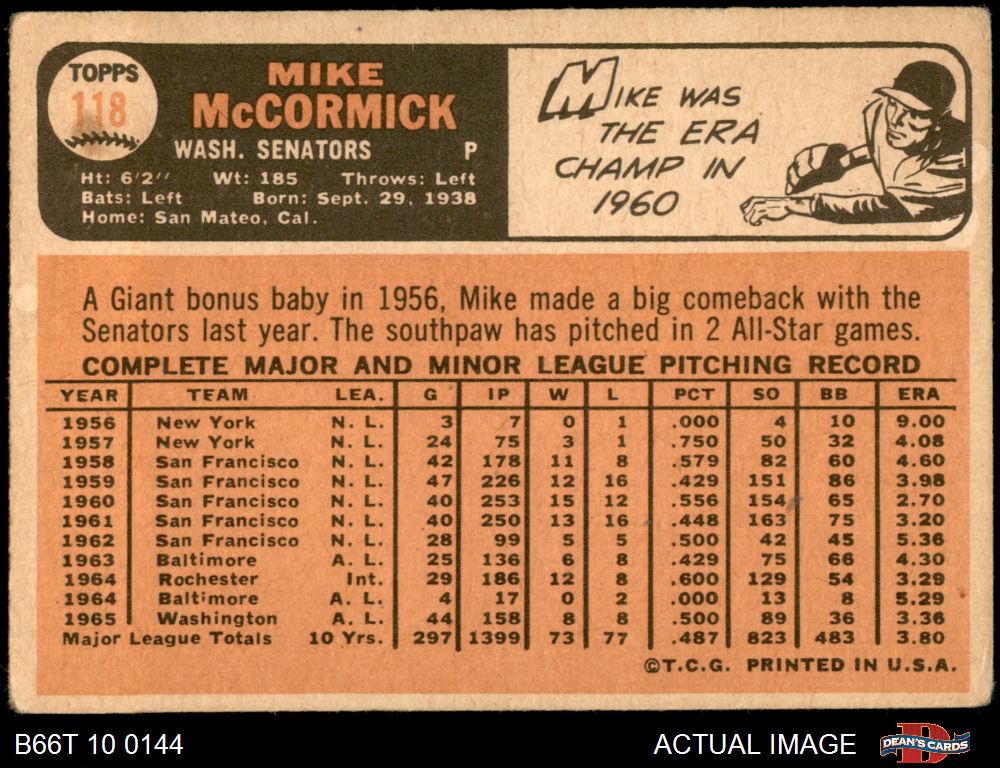 TOPPS
118
MIKE
McCORMICK
WASH. SENATORS P
Ht: 6'2" Wt: 185 Throws: Left
Bats: Left Born: Sept. 29, 1938
Home: San Mateo, Cal.
MIKE WAS
THE ERA
CHAMP IN
1960
A Giant bonus baby in 1956, Mike made a big comeback with the
Senators last year. The southpaw has pitched in 2 All-Star games.
COMPLETE MAJOR AND MINOR LEAGUE PITCHING RECORD
YEAR TEAM LEA. G IP W L PCT SO BB ERA
1956 New York N. L. 3 7 0 1 .000 4 10 9.00
1957 New York N. L. 24 75 3 1 .750 50 32 4.08
1958 San Francisco N. L. 42 178 11 8 .579 82 60 4.60
1959 San Francisco N. L. 47 226 12 16 .429 151 86 3.98
1960 San Francisco N. L. 40 253 15 12 .556 154 65 2.70
1961 San Francisco N. L. 40 250 13 16 .448 163 75 3.20
1962 San Francisco N. L. 28 99 5 5 .500 42 45 5.36
1963 Baltimore A. L. 25 136 6 8 .429 75 66 4.30
1964 Rochester Int. 29 186 12 8 .600 129 54 3.29
1964 Baltimore A. L. 4 17 0 2 .000 13 8 5.29
1965 Washington A. L. 44 158 8 8 .500 89 36 3.36
Major League Totals 10 Yrs. 297 1399 73 77 .487 823 483 3.80
©T.C.G. PRINTED IN U.S.A.
B66T 10 0144
ACTUAL IMAGE
DEAN'S CARDS